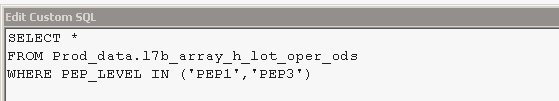 Edit Custom SQL
SELECT *
FROM Prod_data.l7b_array_h_lot_oper_ods
WHERE PEP_LEVEL IN ('PEP1','PEP3')